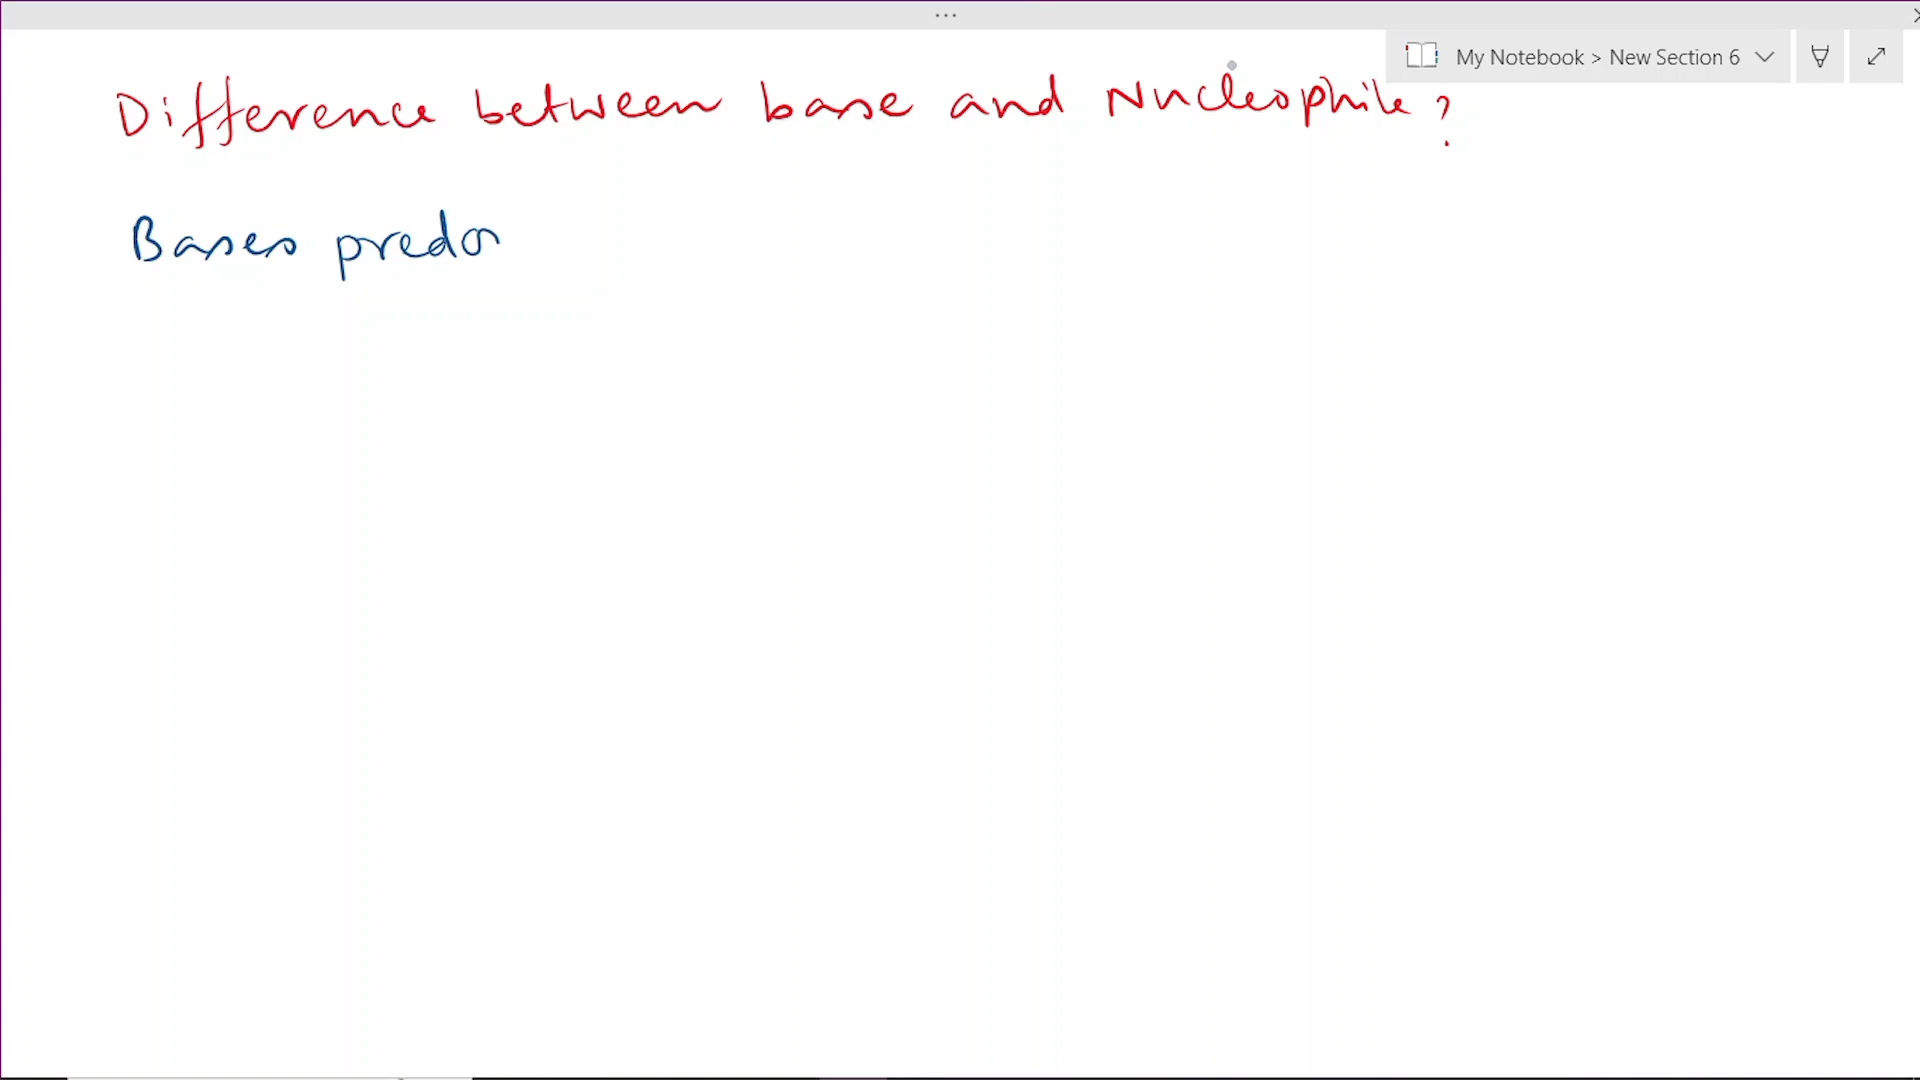 My Notebook > New Section 6
Difference between base and Nucleophile?
Bases predo